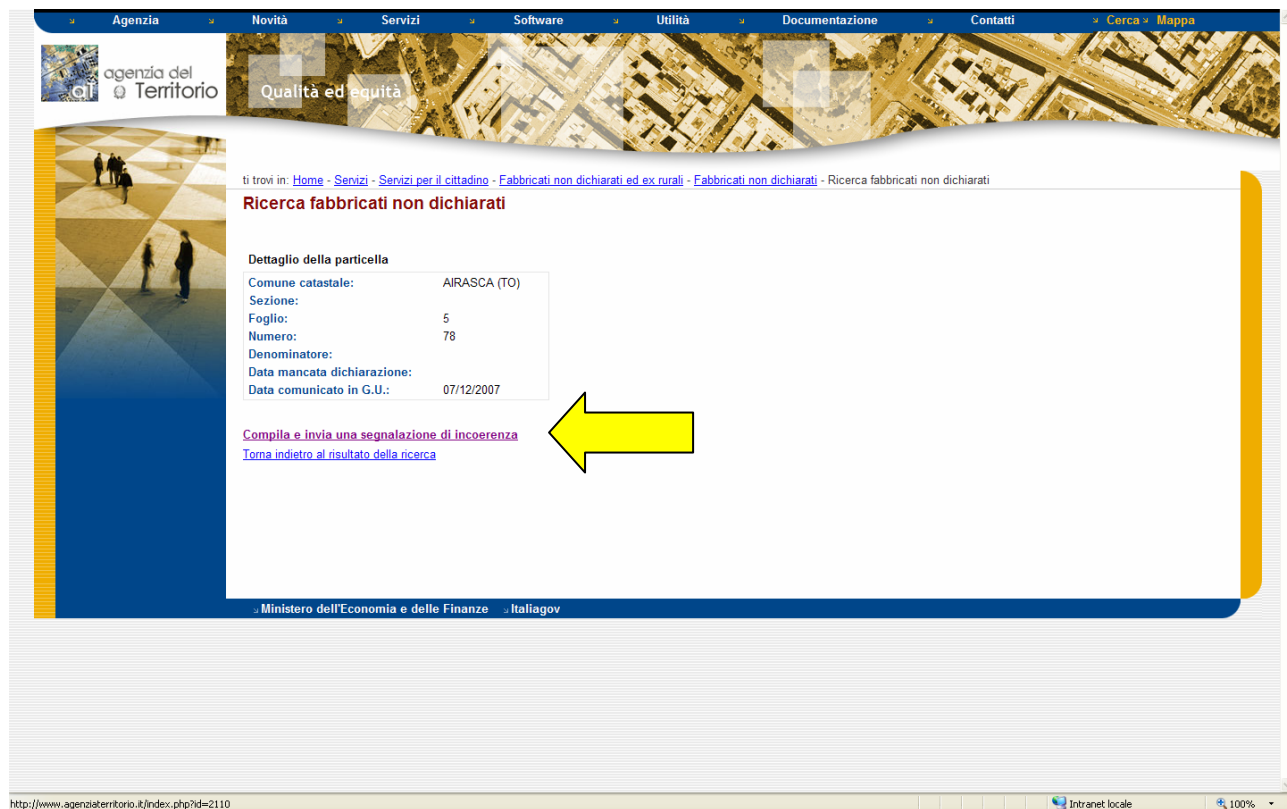 Agenzia Novità Servizi Software Utilità Documentazione Contatti Cerca Mappa
agenzia del
Territorio
Qualità ed equità
ti trovi in: Home - Servizi - Servizi per il cittadino - Fabbricati non dichiarati ed ex rurali - Fabbricati non dichiarati - Ricerca fabbricati non dichiarati
Ricerca fabbricati non dichiarati
Dettaglio della particella
Comune catastale: AIRASCA (TO)
Sezione:
Foglio: 5
Numero: 78
Denominatore:
Data mancata dichiarazione:
Data comunicato in G.U.: 07/12/2007
Compila e invia una segnalazione di incoerenza
Torna indietro al risultato della ricerca
Ministero dell'Economia e delle Finanze Italiagov
http://www.agenziaterritorio.it/index.php?id=2110 Intranet locale 100%